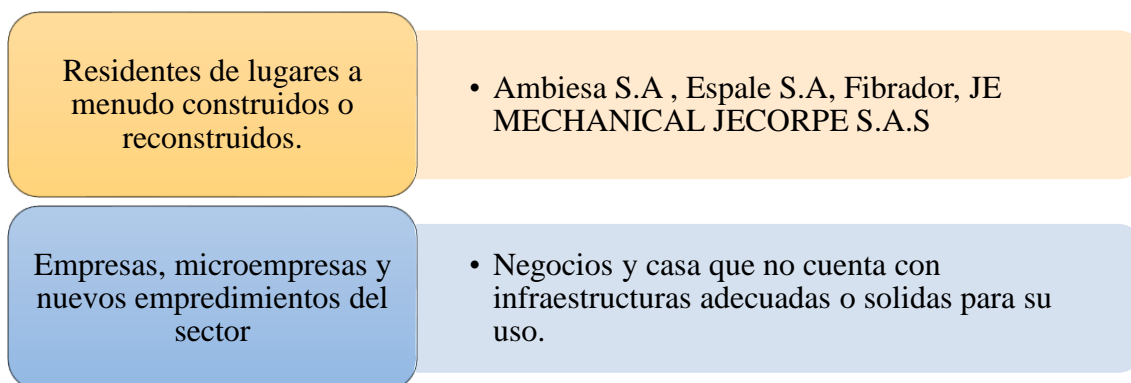 Residentes de lugares a
menudo construidos o
reconstruidos.
• Ambiesa S.A , Espale S.A, Fibrador, JE
MECHANICAL JECORPE S.A.S
Empresas, microempresas y
nuevos empredimientos del
sector
• Negocios y casa que no cuenta con
infraestructuras adecuadas o solidas para su
uso.